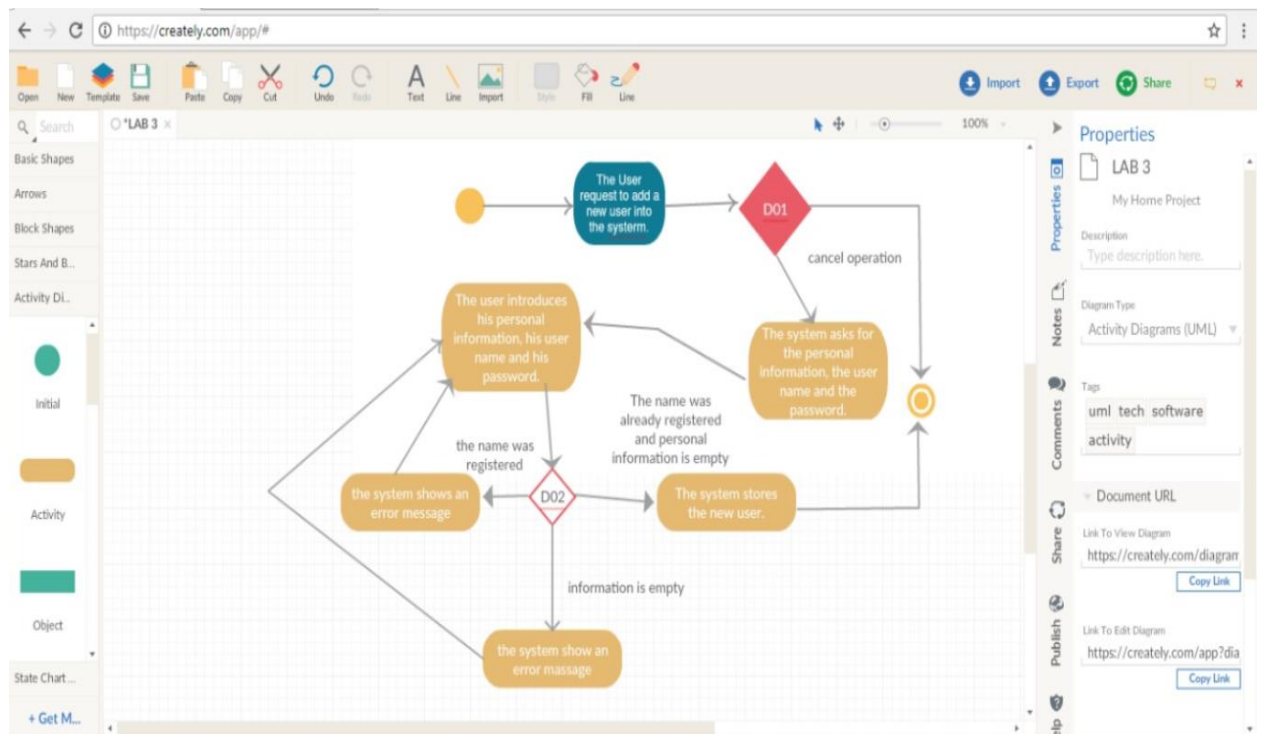 https://creately.com/app/#
Open New Template Save Paste Copy Cut Undo Redo Text Line Import Style Fill Line
Import Export Share
Search
*LAB 3
100%
Basic Shapes
Arrows
Block Shapes
Stars And B...
Activity Di..
Initial
Activity
Object
State Chart ...
+ Get M...
The User
request to add a
new user into
the systerm.
D01
cancel operation
The user introduces
his personal
information, his user
name and his
password.
The system asks for
the personal
information, the user
name and the
password.
The name was
already registered
and personal
information is empty
the name was
registered
the system shows an
error message
D02
The system stores
the new user.
information is empty
the system show an
error massage
Properties
Notes
Comments
Share
Publish
Properties
LAB 3
My Home Project
Description
Type description here.
Diagram Type
Activity Diagrams (UML)
Tags
uml tech software
activity
Document URL
Link To View Diagram
https://creately.com/diagram
Copy Link
Link To Edit Diagram
https://creately.com/app?dia
Copy Link